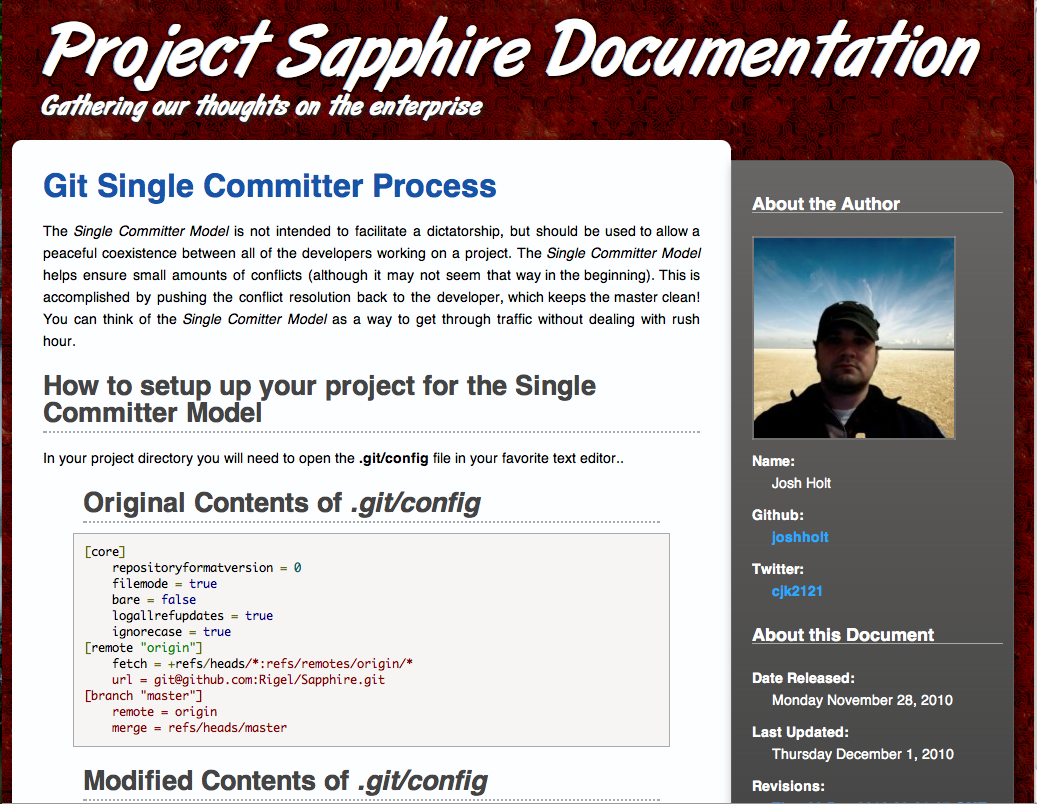 Project Sapphire Documentation
Gathering our thoughts on the enterprise
Git Single Committer Process
The Single Committer Model is not intended to facilitate a dictatorship, but should be used to allow a
peaceful coexistence between all of the developers working on a project. The Single Committer Model
helps ensure small amounts of conflicts (although it may not seem that way in the beginning). This is
accomplished by pushing the conflict resolution back to the developer, which keeps the master clean!
You can think of the Single Comitter Model as a way to get through traffic without dealing with rush
hour.
How to setup up your project for the Single
Committer Model
In your project directory you will need to open the .git/config file in your favorite text editor..
Original Contents of .git/config
[core]
    repositoryformatversion = 0
    filemode = true
    bare = false
    logallrefupdates = true
    ignorecase = true
[remote "origin"]
    fetch = +refs/heads/*:refs/remotes/origin/*
    url = git@github.com:Rigel/Sapphire.git
[branch "master"]
    remote = origin
    merge = refs/heads/master
Modified Contents of .git/config
About the Author
Name:
Josh Holt
Github:
joshholt
Twitter:
cjk2121
About this Document
Date Released:
Monday November 28, 2010
Last Updated:
Thursday December 1, 2010
Revisions: